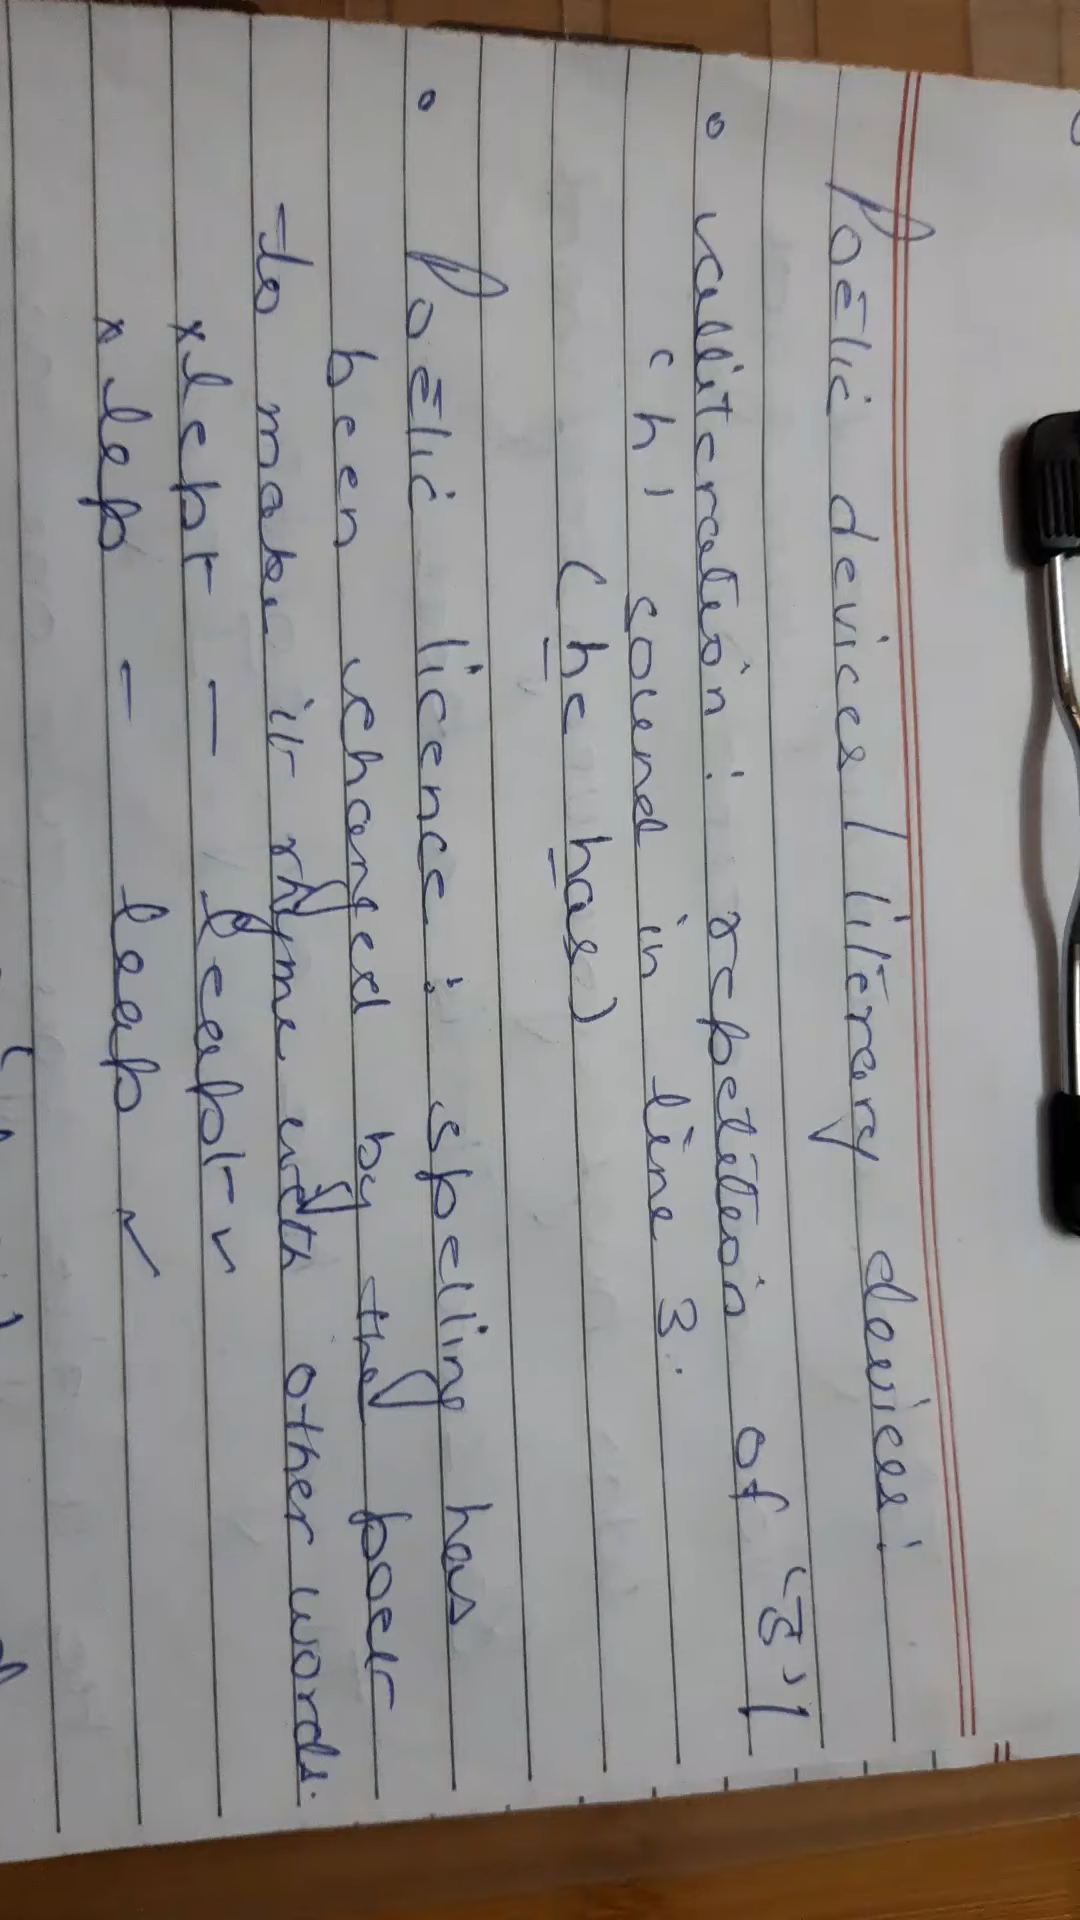 Poetic devices / literary devices:
• alliteration: repetition of 'g' /
'h' sound in line 3.
(he has)
• Poetic licence: spelling has
been changed by the poet
to make it rhyme with other words.
x lept - leapt ✓
x lep - leap ✓